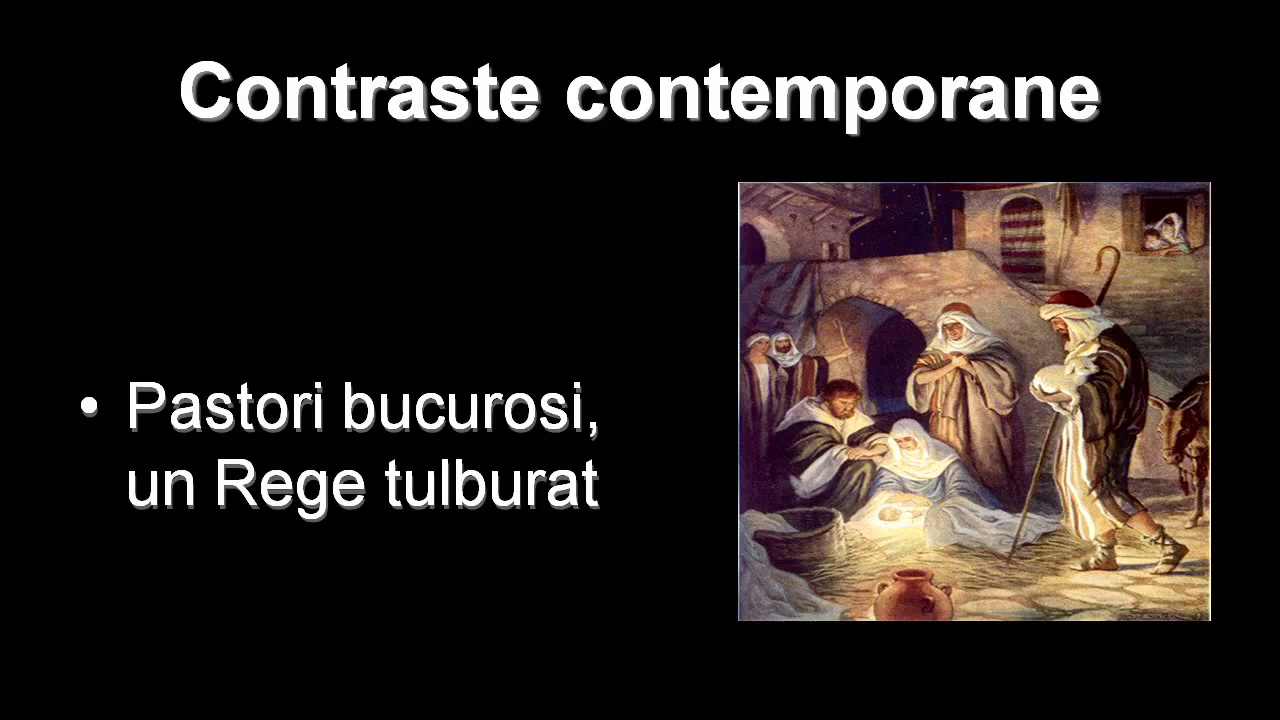 Contraste contemporane
• Pastori bucurosi,
un Rege tulburat